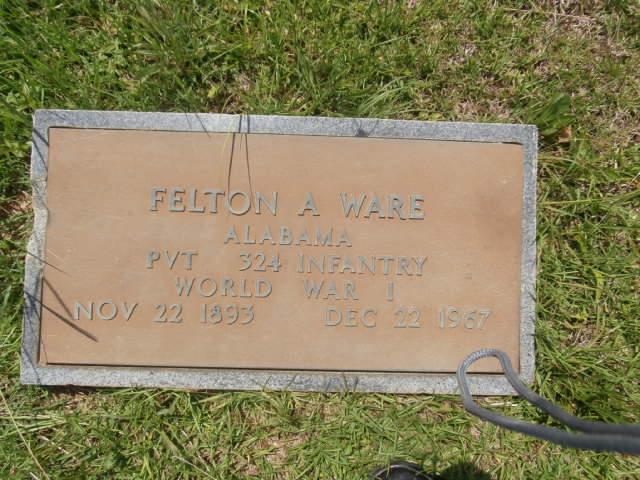 FELTON A WARE
ALABAMA
PVT 324 INFANTRY
WORLD WAR I
NOV 22 1893 DEC 22 1967